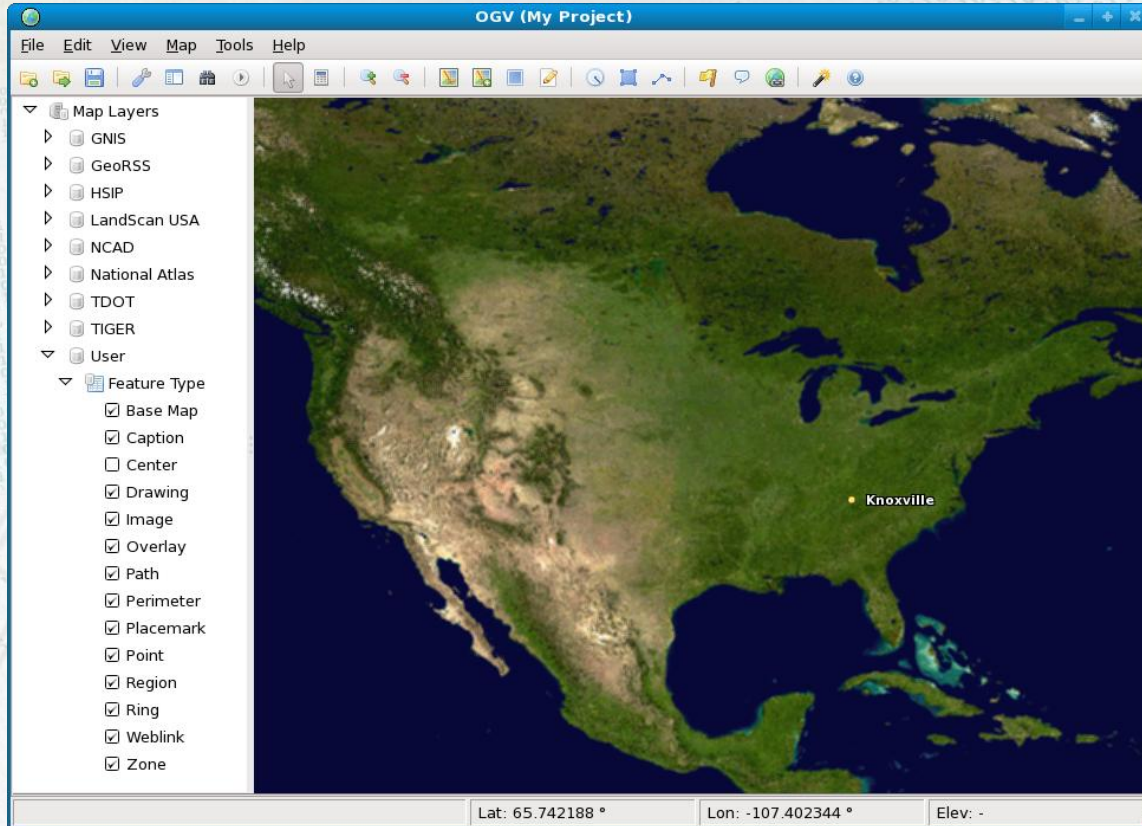 OGV (My Project)
File Edit View Map Tools Help
Map Layers
GNIS
GeoRSS
HSIP
LandScan USA
NCAD
National Atlas
TDOT
TIGER
User
Feature Type
Base Map
Caption
Center
Drawing
Image
Overlay
Path
Perimeter
Placemark
Point
Region
Ring
Weblink
Zone
Knoxville
Lat: 65.742188 ° Lon: -107.402344 ° Elev: -